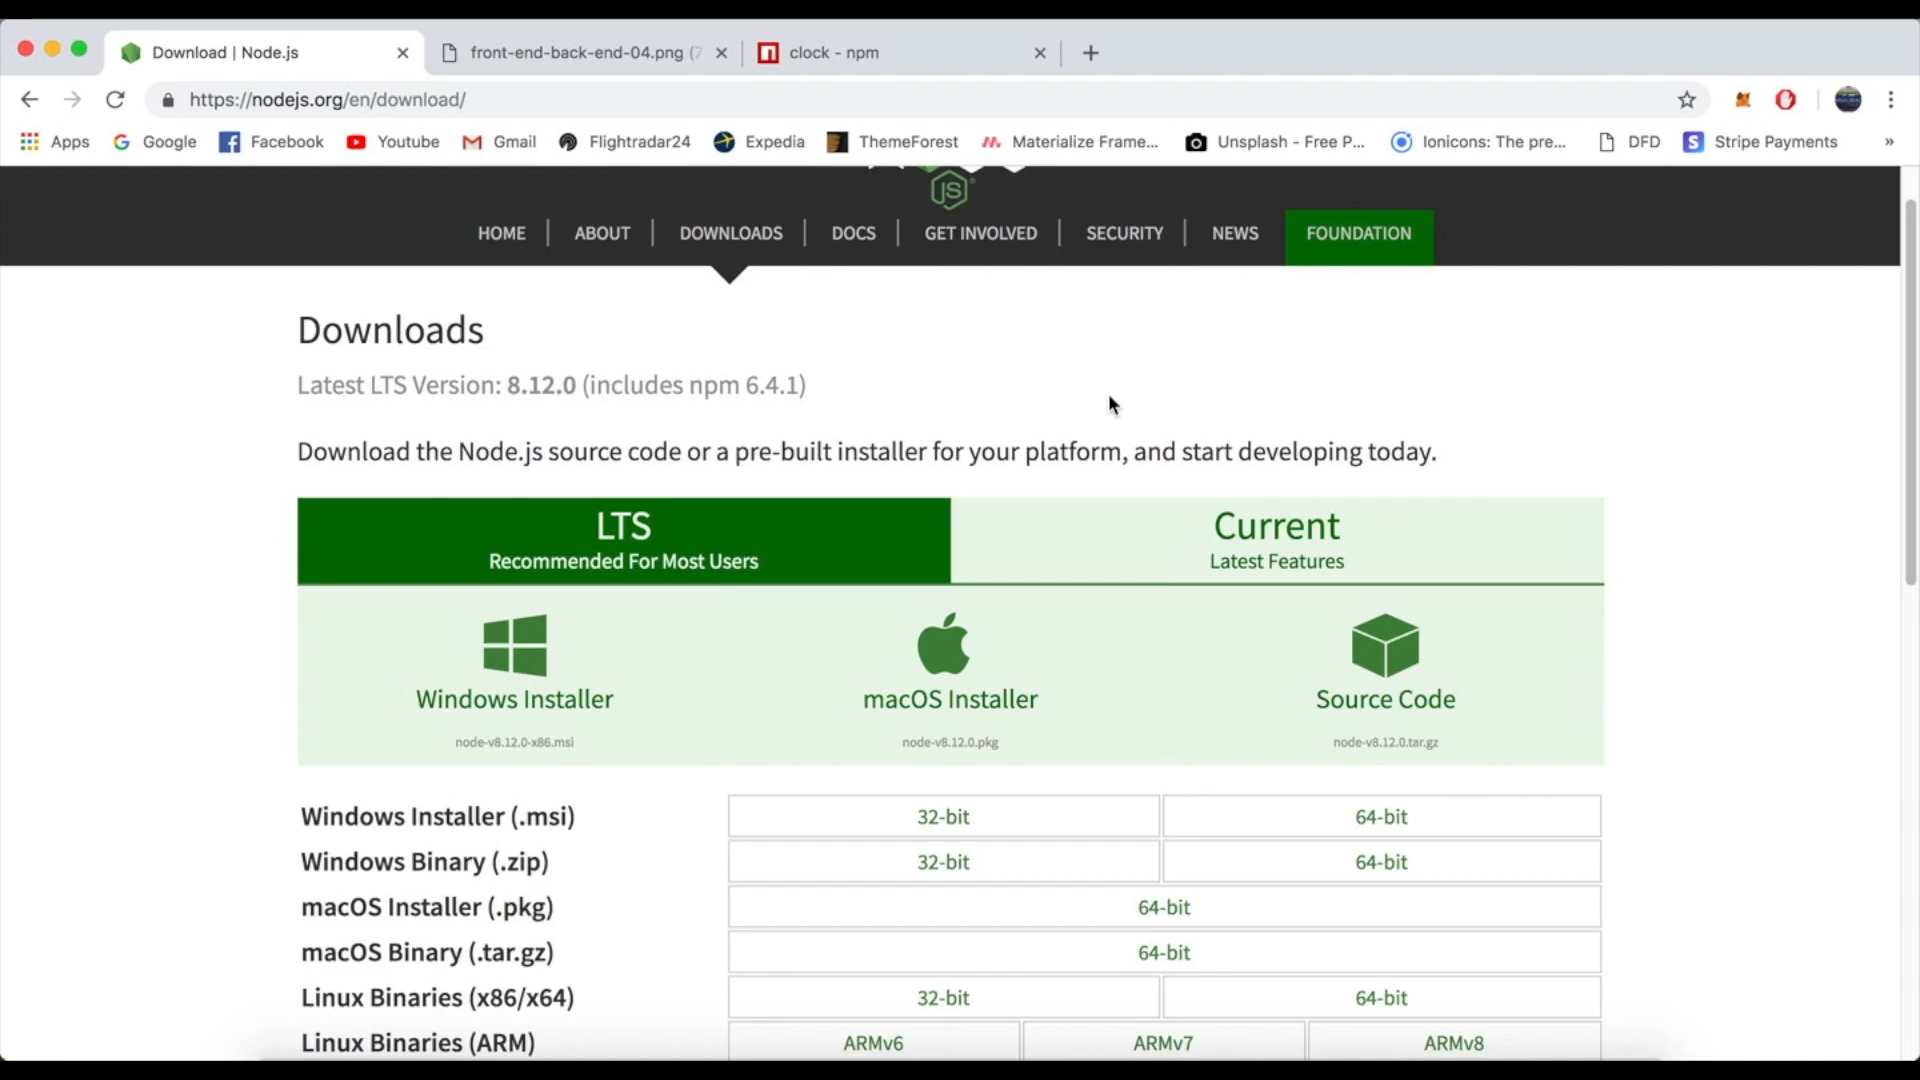 Download | Node.js
front-end-back-end-04.png (7
clock - npm
https://nodejs.org/en/download/
Apps
Google
Facebook
Youtube
Gmail
Flightradar24
Expedia
ThemeForest
Materialize Frame...
Unsplash - Free P...
Ionicons: The pre...
DFD
S Stripe Payments
»
JS
HOME | ABOUT | DOWNLOADS | DOCS | GET INVOLVED | SECURITY | NEWS FOUNDATION
Downloads
Latest LTS Version: 8.12.0 (includes npm 6.4.1)
Download the Node.js source code or a pre-built installer for your platform, and start developing today.
LTS
Recommended For Most Users
Current
Latest Features
Windows Installer
node-v8.12.0-x86.msi
macOS Installer
node-v8.12.0.pkg
Source Code
node-v8.12.0.tar.gz
Windows Installer (.msi) 32-bit 64-bit
Windows Binary (.zip) 32-bit 64-bit
macOS Installer (.pkg) 64-bit
macOS Binary (.tar.gz) 64-bit
Linux Binaries (x86/x64) 32-bit 64-bit
Linux Binaries (ARM) ARMv6 ARMv7 ARMv8